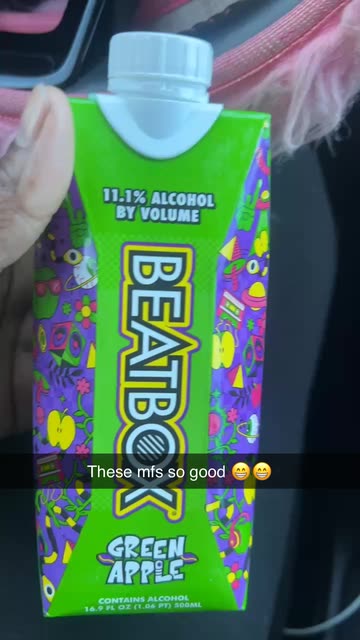 11.1% ALCOHOL
BY VOLUME
BEATBOX
These mfs so good 😁😁
GREEN
APPLE
CONTAINS ALCOHOL
16.9 FL OZ (1.06 PT) 500ML